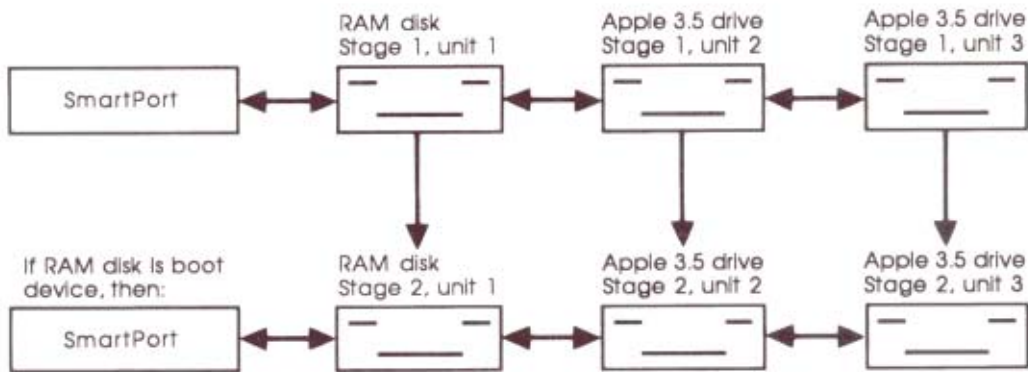 RAM disk
Stage 1, unit 1
Apple 3.5 drive
Stage 1, unit 2
Apple 3.5 drive
Stage 1, unit 3
SmartPort
If RAM disk is boot
device, then:
RAM disk
Stage 2, unit 1
Apple 3.5 drive
Stage 2, unit 2
Apple 3.5 drive
Stage 2, unit 3
SmartPort